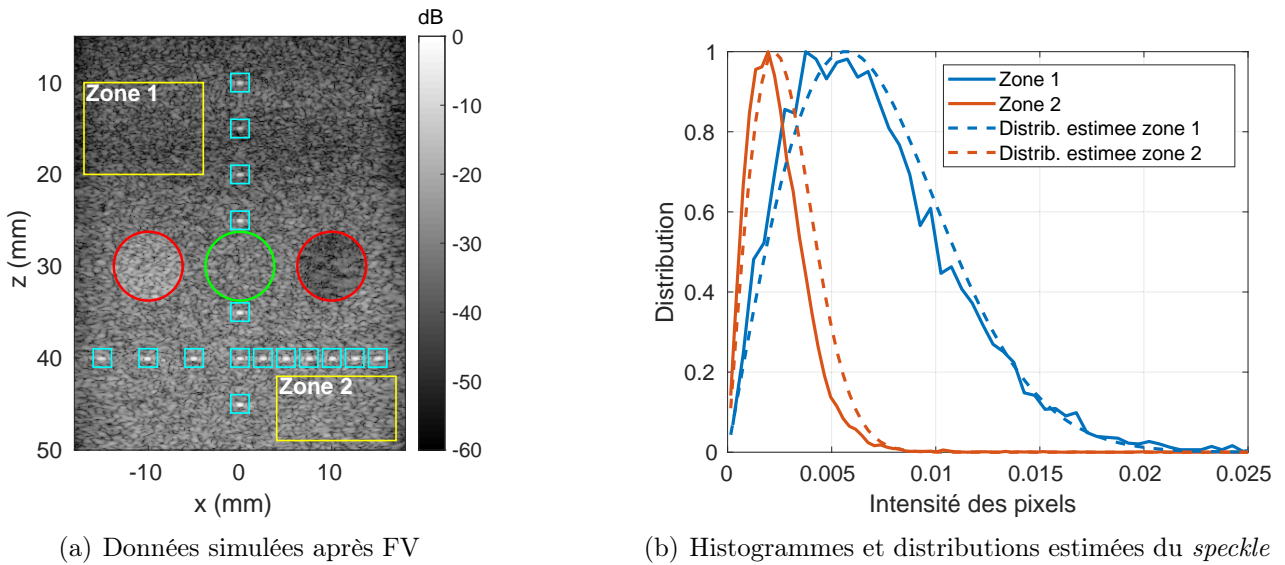 dB
Zone 1
Zone 2
10
20
30
40
50
z (mm)
-10
0
10
x (mm)
0
-10
-20
-30
-40
-50
-60
(a) Données simulées après FV
Zone 1
Zone 2
Distrib. estimee zone 1
Distrib. estimee zone 2
1
0.8
0.6
0.4
0.2
0
Distribution
0
0.005
0.01
0.015
0.02
0.025
Intensité des pixels
(b) Histogrammes et distributions estimées du speckle